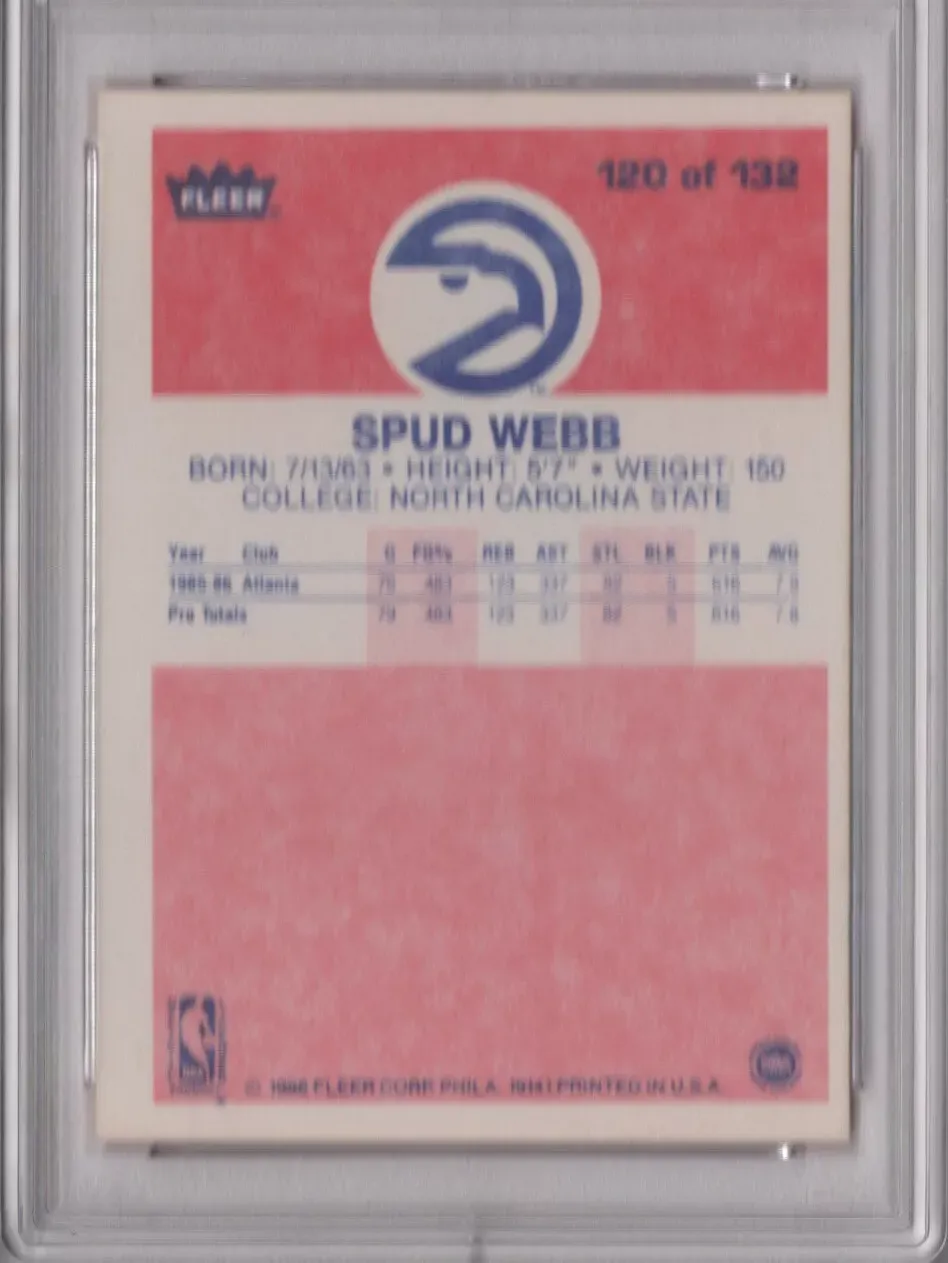 FLEER
120 of 132
TM
SPUD WEBB
BORN: 7/13/63 • HEIGHT: 5'7" • WEIGHT: 150
COLLEGE: NORTH CAROLINA STATE
Year Club G FG% REB AST STL BLK PTS AVG
1985-86 Atlanta 79 483 123 337 82 5 616 7.8
Pro Totals 79 483 123 337 82 5 616 7.8
© 1986 FLEER CORP. PHILA. 19141 PRINTED IN U.S.A.